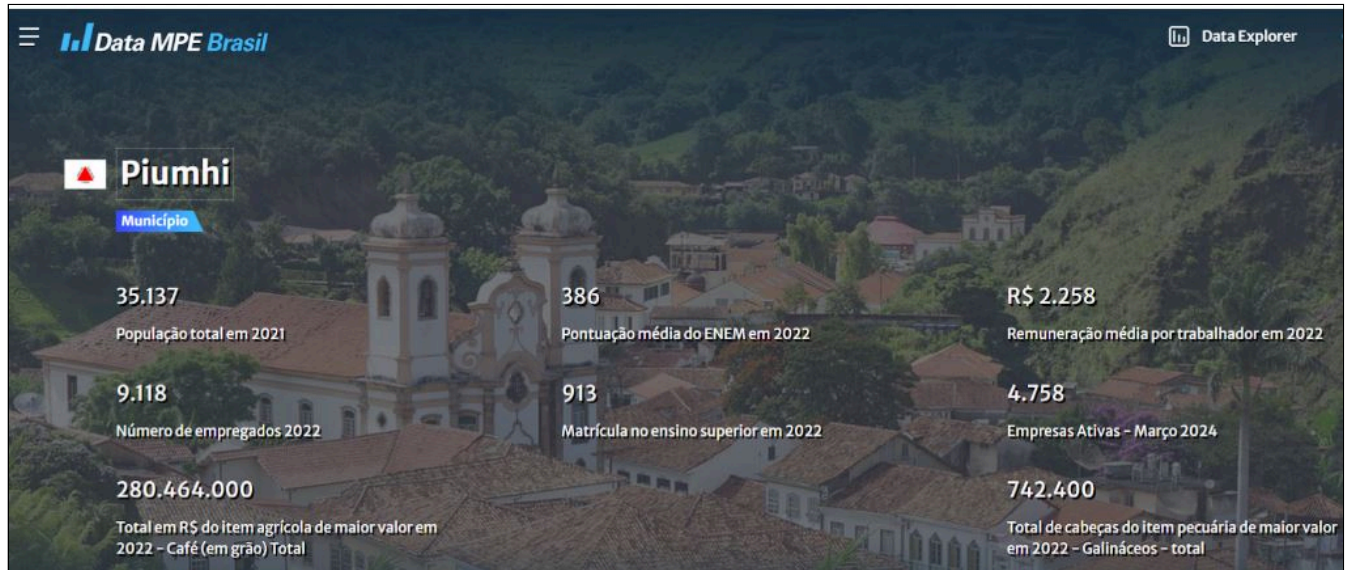 Data MPE Brasil
Data Explorer
Piumhi
Município
35.137
População total em 2021
386
Pontuação média do ENEM em 2022
R$ 2.258
Remuneração média por trabalhador em 2022
9.118
Número de empregados 2022
913
Matrícula no ensino superior em 2022
4.758
Empresas Ativas - Março 2024
280.464.000
Total em R$ do item agrícola de maior valor em
2022 - Café (em grão) Total
742.400
Total de cabeças do item pecuária de maior valor
em 2022 - Galináceos - total